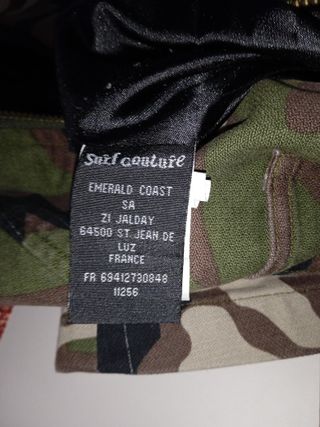 Surf Couture
EMERALD COAST
SA
ZI JALDAY
64500 ST JEAN DE
LUZ
FRANCE
FR 69412730848
11256